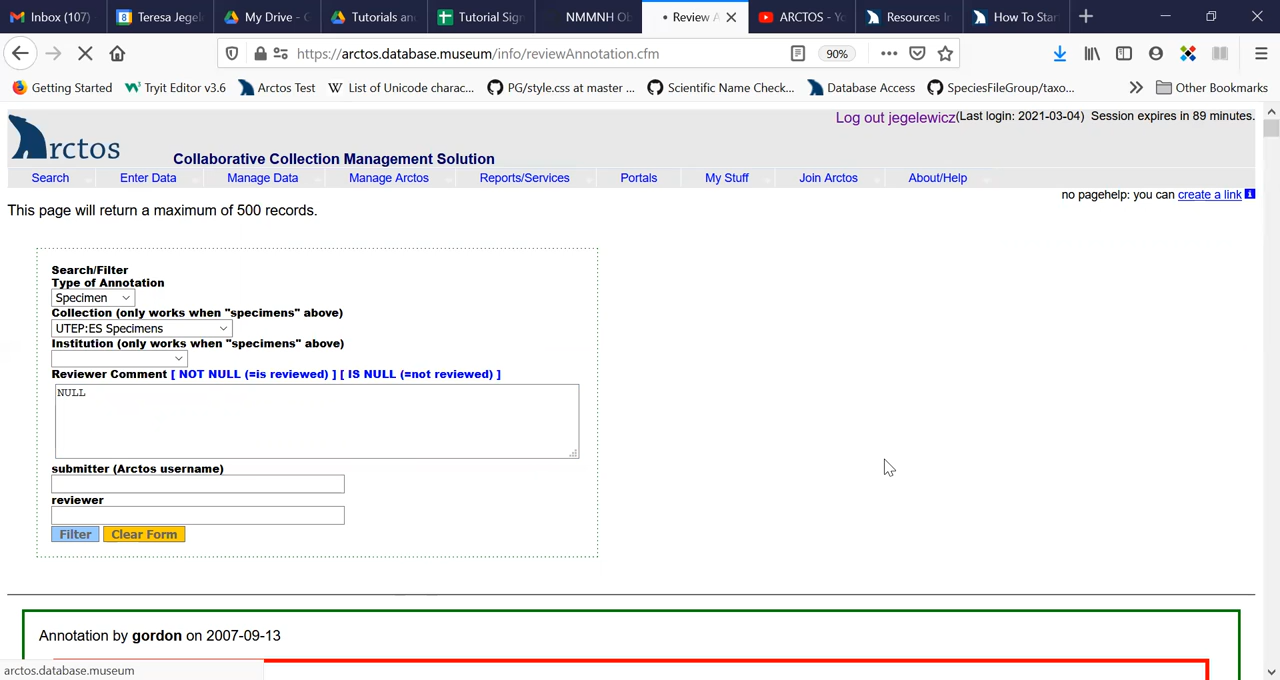 Inbox (107)
Teresa Jegel
My Drive - G
Tutorials an
Tutorial Sign
NMMNH Ob
Review A
ARCTOS - Yo
Resources In
How To Star
https://arctos.database.museum/info/reviewAnnotation.cfm
90%
Getting Started
Tryit Editor v3.6
Arctos Test
List of Unicode charac...
PG/style.css at master ...
Scientific Name Check...
Database Access
SpeciesFileGroup/taxo...
Other Bookmarks
Arctos
Collaborative Collection Management Solution
Log out jegelewicz(Last login: 2021-03-04) Session expires in 89 minutes.
Search
Enter Data
Manage Data
Manage Arctos
Reports/Services
Portals
My Stuff
Join Arctos
About/Help
no pagehelp: you can create a link
This page will return a maximum of 500 records.
Search/Filter
Type of Annotation
Specimen
Collection (only works when "specimens" above)
UTEP:ES Specimens
Institution (only works when "specimens" above)
Reviewer Comment [ NOT NULL (=is reviewed) ] [ IS NULL (=not reviewed) ]
NULL
submitter (Arctos username)
reviewer
Filter
Clear Form
Annotation by gordon on 2007-09-13
arctos.database.museum